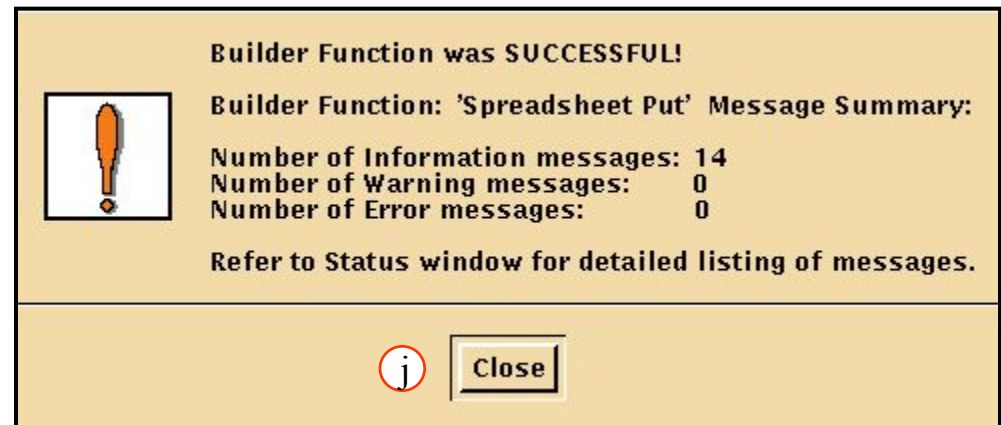 Builder Function was SUCCESSFUL!
Builder Function: 'Spreadsheet Put' Message Summary:
Number of Information messages: 14
Number of Warning messages: 0
Number of Error messages: 0
Refer to Status window for detailed listing of messages.
j Close